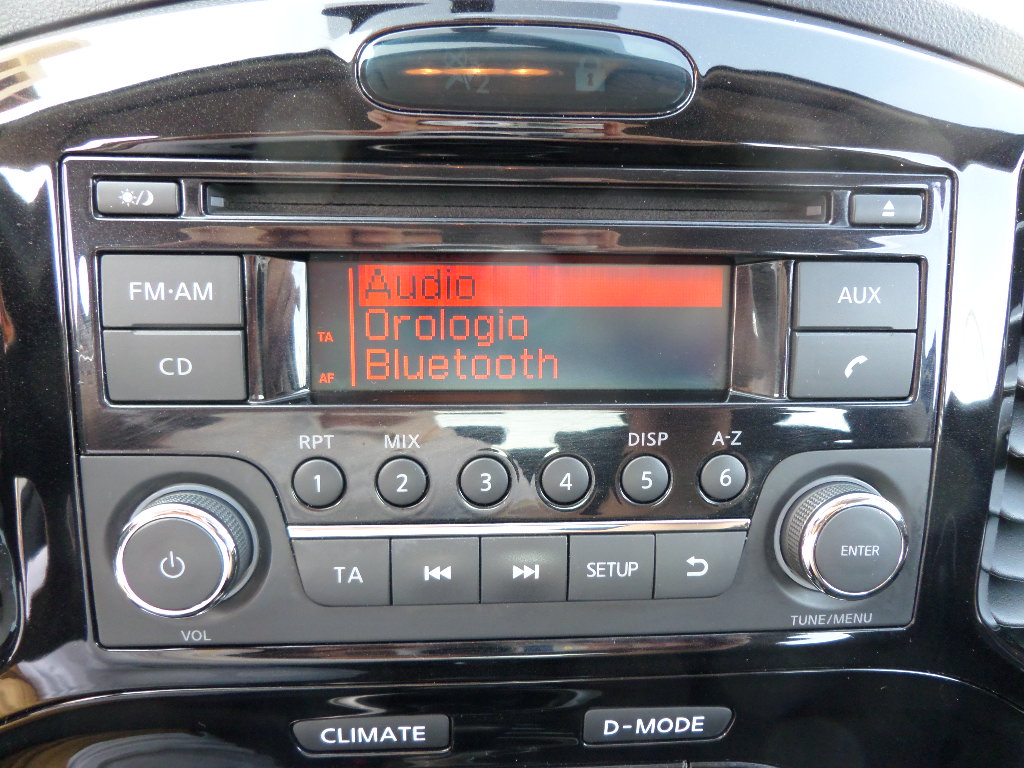 FM·AM
CD
TA
AF
Audio
Orologio
Bluetooth
AUX
RPT
MIX
DISP
A-Z
1
2
3
4
5
6
VOL
TA
SETUP
ENTER
TUNE/MENU
CLIMATE
D-MODE